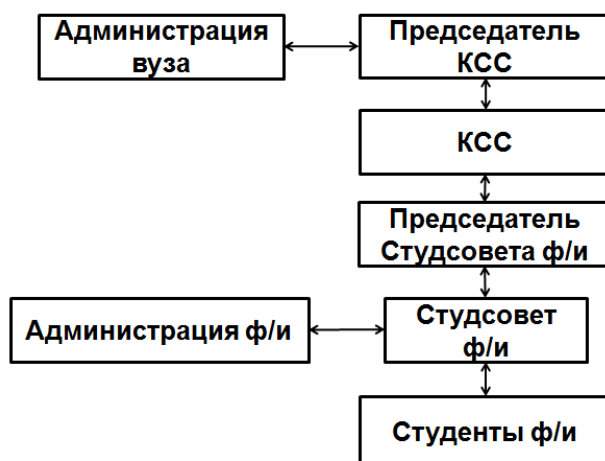 Администрация
вуза
Председатель
КСС
КСС
Председатель
Студсовета ф/и
Администрация ф/и
Студсовет
ф/и
Студенты ф/и